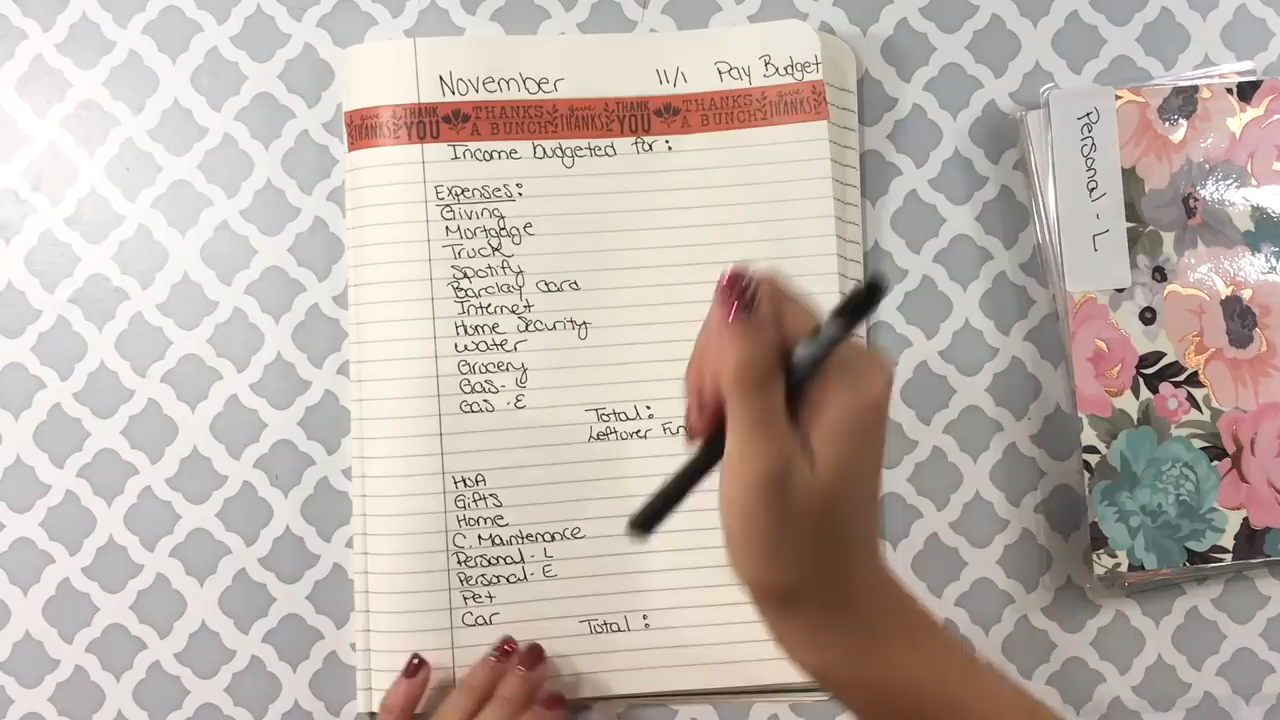 November 11/1 Pay Budget
give THANKS THANK YOU THANKS A BUNCH give THANKS THANK YOU THANKS A BUNCH give THANKS
Income budgeted for:
Expenses:
Giving
Mortgage
Truck
Spotify
Barclay Card
Internet
Home Security
Water
Grocery
Gas - L
Gas - E
Total:
Leftover
HOA
Gifts
Home
C. Maintenance
Personal - L
Personal - E
Pet
Car
Total:
Personal - L